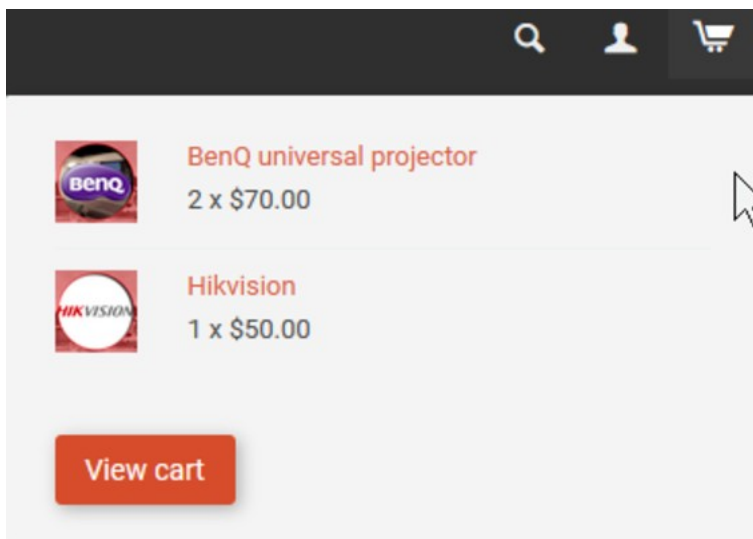 BenQ
BenQ universal projector
2 x $70.00
HIKVISION
Hikvision
1 x $50.00
View cart